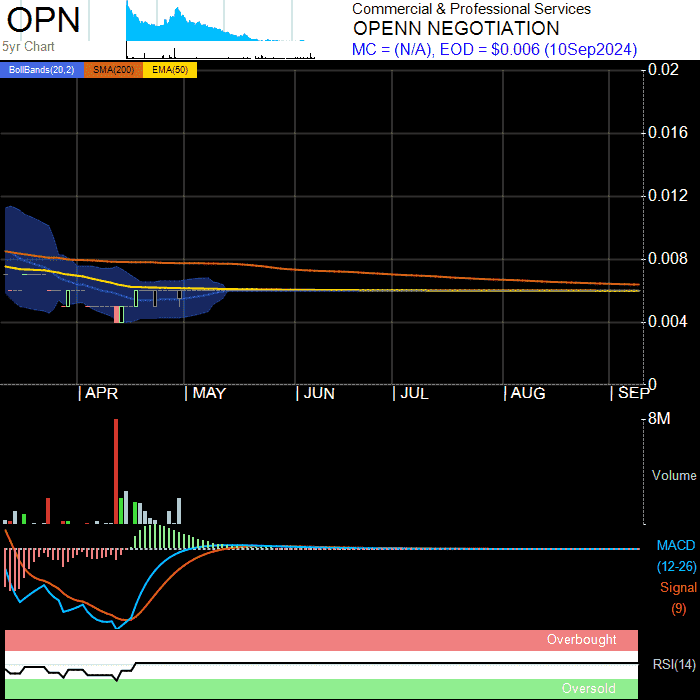 OPN
5yr Chart
Commercial & Professional Services
OPENN NEGOTIATION
MC = (N/A), EOD = $0.006 (10Sep2024)
BollBands(20,2) SMA(200) EMA(50)
0.02
0.016
0.012
0.008
0.004
0
| APR | MAY | JUN | JUL | AUG | SEP
8M
Volume
MACD
(12-26)
Signal
(9)
Overbought
RSI(14)
Oversold